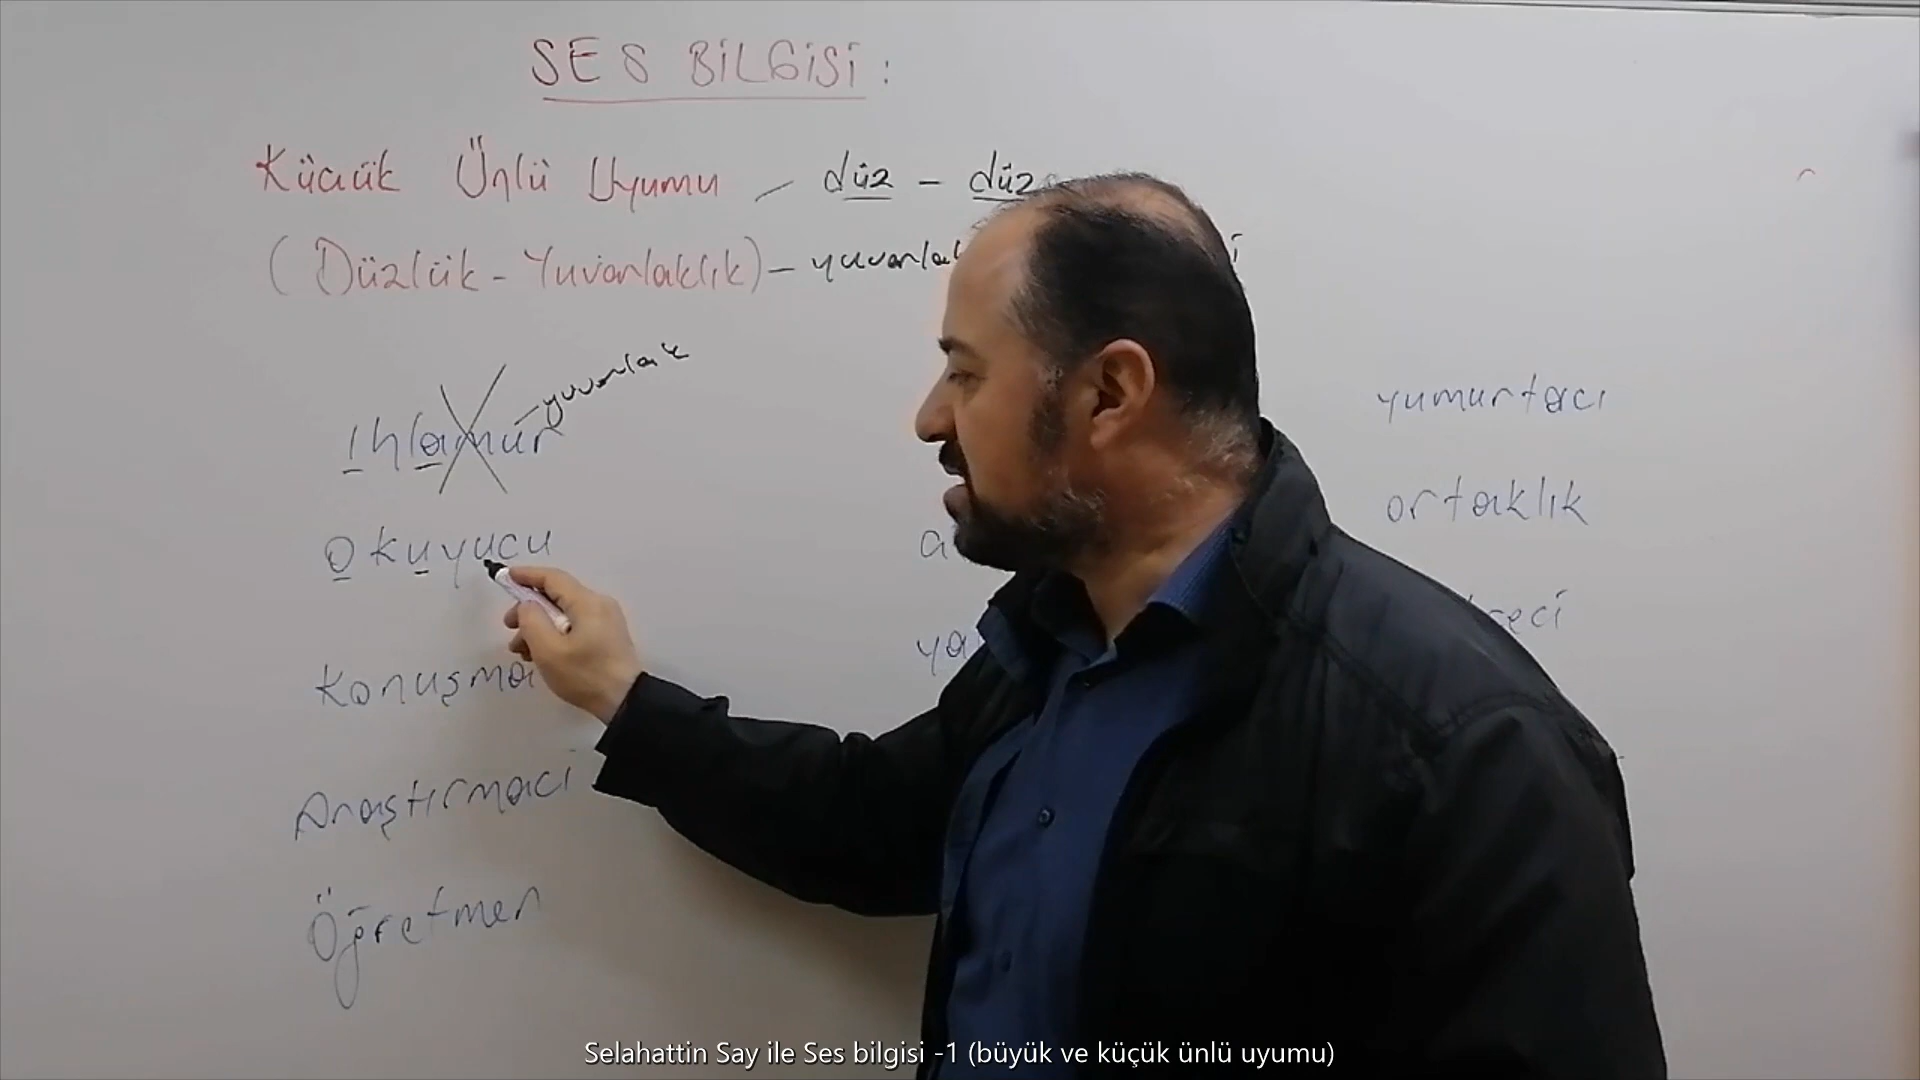 SES BİLGİSİ:
Küçük Ünlü Uyumu – düz – düz
(Düzlük-Yuvarlaklık) – yuvarlak
yuvarlak
ıhlamur
Okuyucu
Konuşma
Araştırmacı
Öğretmen
yumurtacı
ortaklık
Selahattin Say ile Ses bilgisi -1 (büyük ve küçük ünlü uyumu)